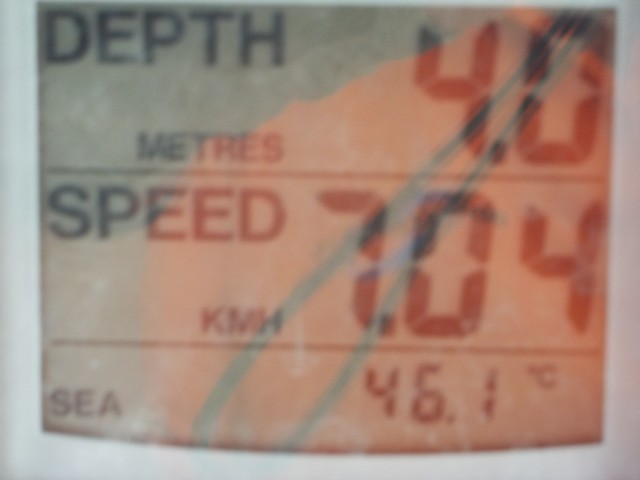 DEPTH
METRES
SPEED 7.04
KMH
SEA 46.1 °C